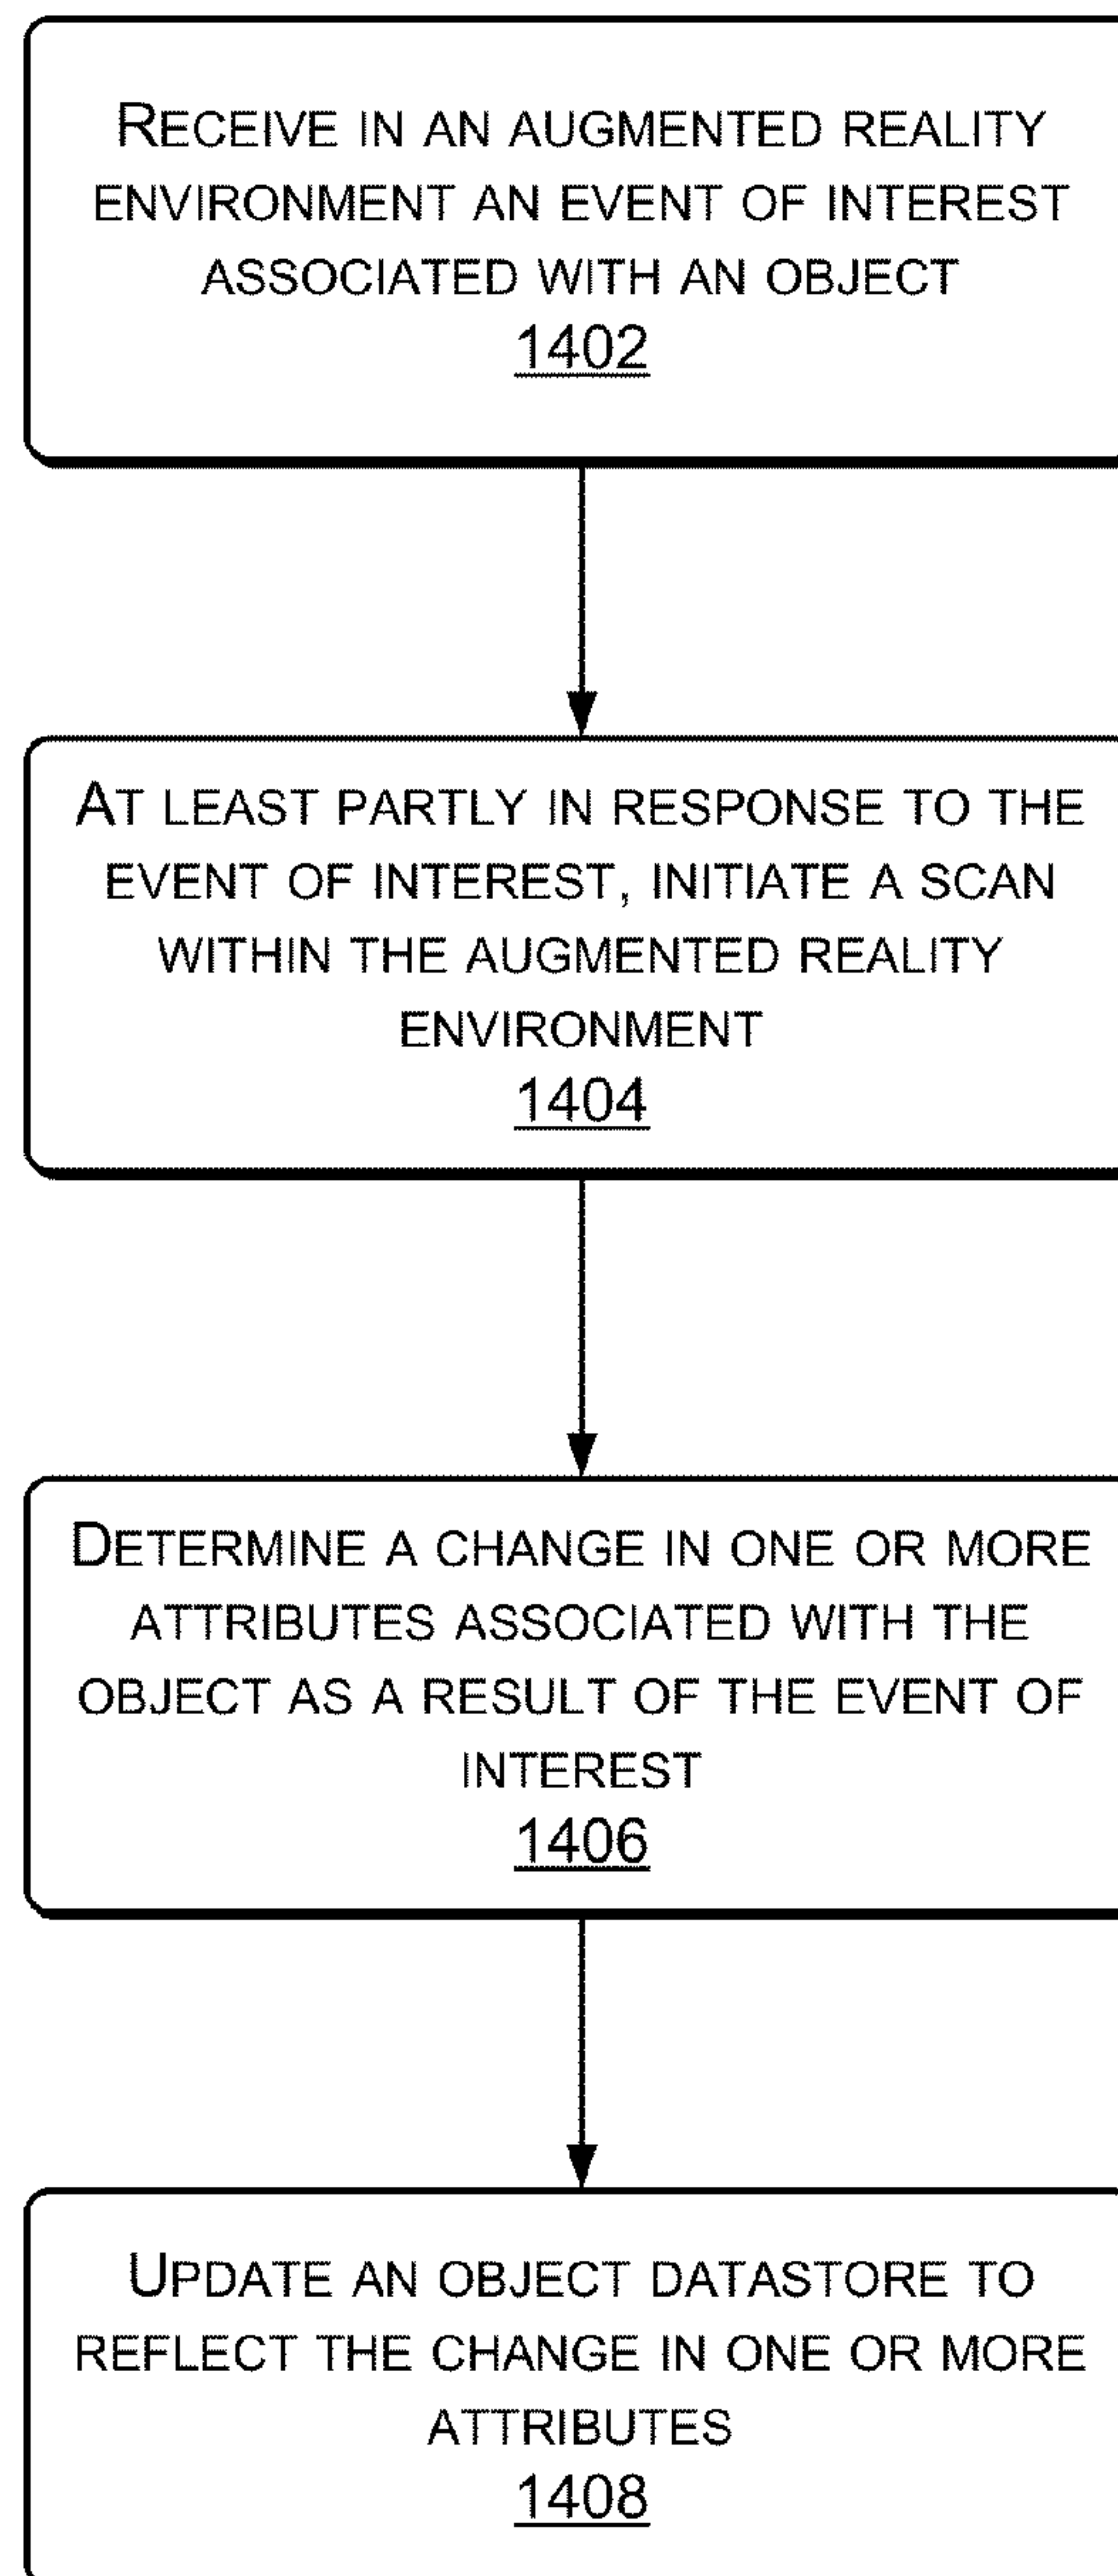 RECEIVE IN AN AUGMENTED REALITY
ENVIRONMENT AN EVENT OF INTEREST
ASSOCIATED WITH AN OBJECT
1402
AT LEAST PARTLY IN RESPONSE TO THE
EVENT OF INTEREST, INITIATE A SCAN
WITHIN THE AUGMENTED REALITY
ENVIRONMENT
1404
DETERMINE A CHANGE IN ONE OR MORE
ATTRIBUTES ASSOCIATED WITH THE
OBJECT AS A RESULT OF THE EVENT OF
INTEREST
1406
UPDATE AN OBJECT DATASTORE TO
REFLECT THE CHANGE IN ONE OR MORE
ATTRIBUTES
1408